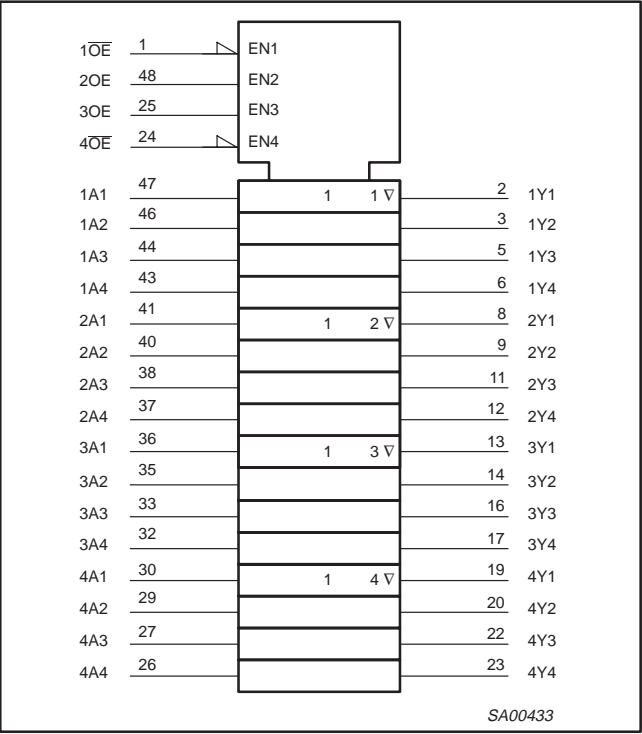 1O̅E̅ 1 EN1
2OE 48 EN2
3OE 25 EN3
4O̅E̅ 24 EN4
1A1 47 1 1 ∇ 2 1Y1
1A2 46 3 1Y2
1A3 44 5 1Y3
1A4 43 6 1Y4
2A1 41 1 2 ∇ 8 2Y1
2A2 40 9 2Y2
2A3 38 11 2Y3
2A4 37 12 2Y4
3A1 36 1 3 ∇ 13 3Y1
3A2 35 14 3Y2
3A3 33 16 3Y3
3A4 32 17 3Y4
4A1 30 1 4 ∇ 19 4Y1
4A2 29 20 4Y2
4A3 27 22 4Y3
4A4 26 23 4Y4
SA00433